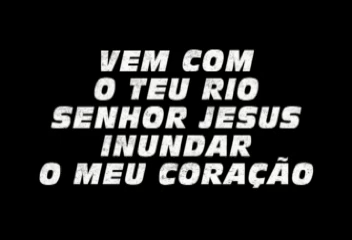 VEM COM
O TEU RIO
SENHOR JESUS
INUNDAR
O MEU CORAÇÃO